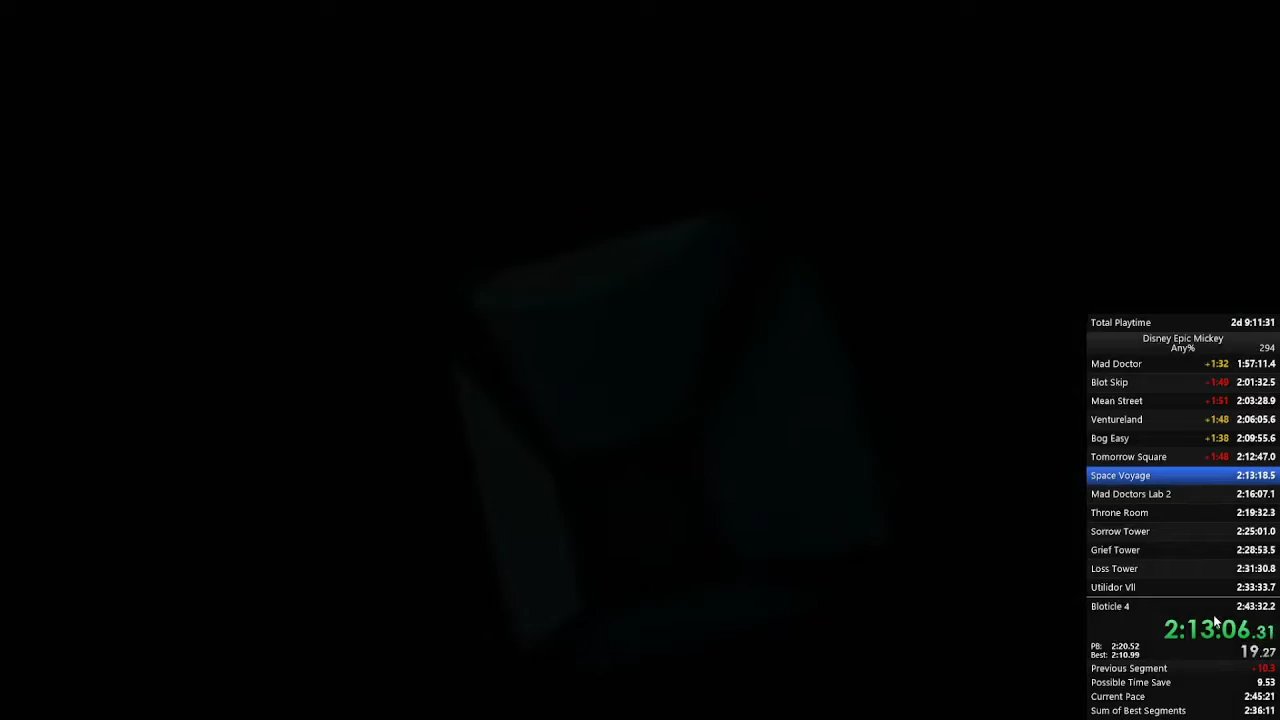 Total Playtime 2d 9:11:31
Disney Epic Mickey
Any% 294
Mad Doctor +1:32 1:57:11.4
Blot Skip +1:49 2:01:32.5
Mean Street +1:51 2:03:28.9
Ventureland +1:48 2:06:05.6
Bog Easy +1:38 2:09:55.6
Tomorrow Square +1:48 2:12:47.0
Space Voyage 2:13:18.5
Mad Doctors Lab 2 2:16:07.1
Throne Room 2:19:32.3
Sorrow Tower 2:25:01.0
Grief Tower 2:28:53.5
Loss Tower 2:31:30.8
Utilidor VII 2:33:33.7
Bloticle 4 2:43:32.2
2:13:06.31
PB: 2:20.52
Best: 2:10.99 19.27
Previous Segment +10.3
Possible Time Save 9.53
Current Pace 2:45:21
Sum of Best Segments 2:36:11